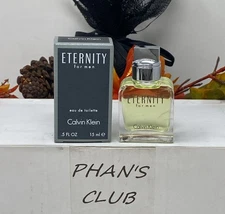 ETERNITY
for men
eau de toilette
Calvin Klein
.5 FL OZ 15 ml
ETERNITY
for men
Calvin Klein
PHAN'S
CLUB